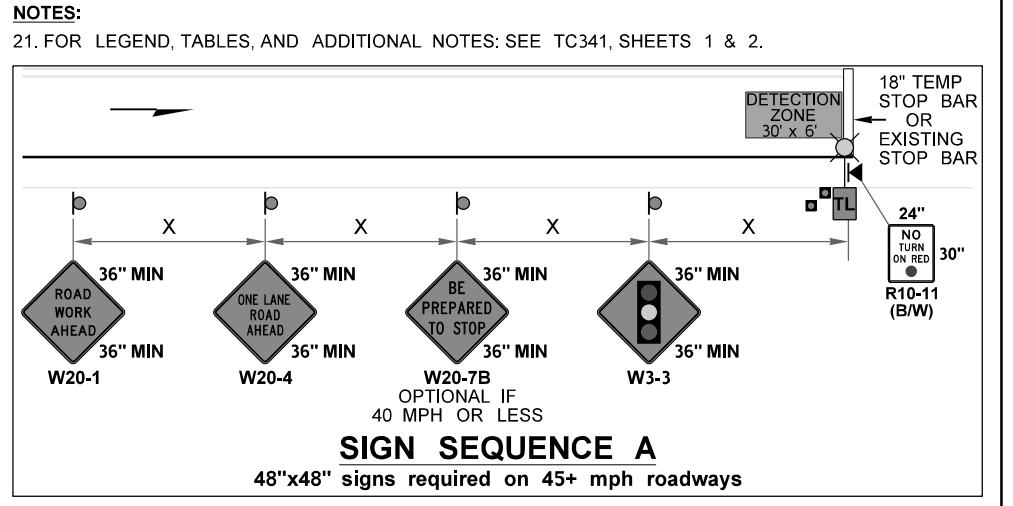 NOTES:
21. FOR LEGEND, TABLES, AND ADDITIONAL NOTES: SEE TC341, SHEETS 1 & 2.
DETECTION
ZONE
30' x 6'
18" TEMP
STOP BAR
OR
EXISTING
STOP BAR
TL
X
X
X
X
24"
NO
TURN
ON RED
30"
R10-11
(B/W)
36" MIN
ROAD
WORK
AHEAD
36" MIN
W20-1
36" MIN
ONE LANE
ROAD
AHEAD
36" MIN
W20-4
36" MIN
BE
PREPARED
TO STOP
36" MIN
W20-7B
OPTIONAL IF
40 MPH OR LESS
36" MIN
36" MIN
W3-3
SIGN SEQUENCE A
48"x48" signs required on 45+ mph roadways